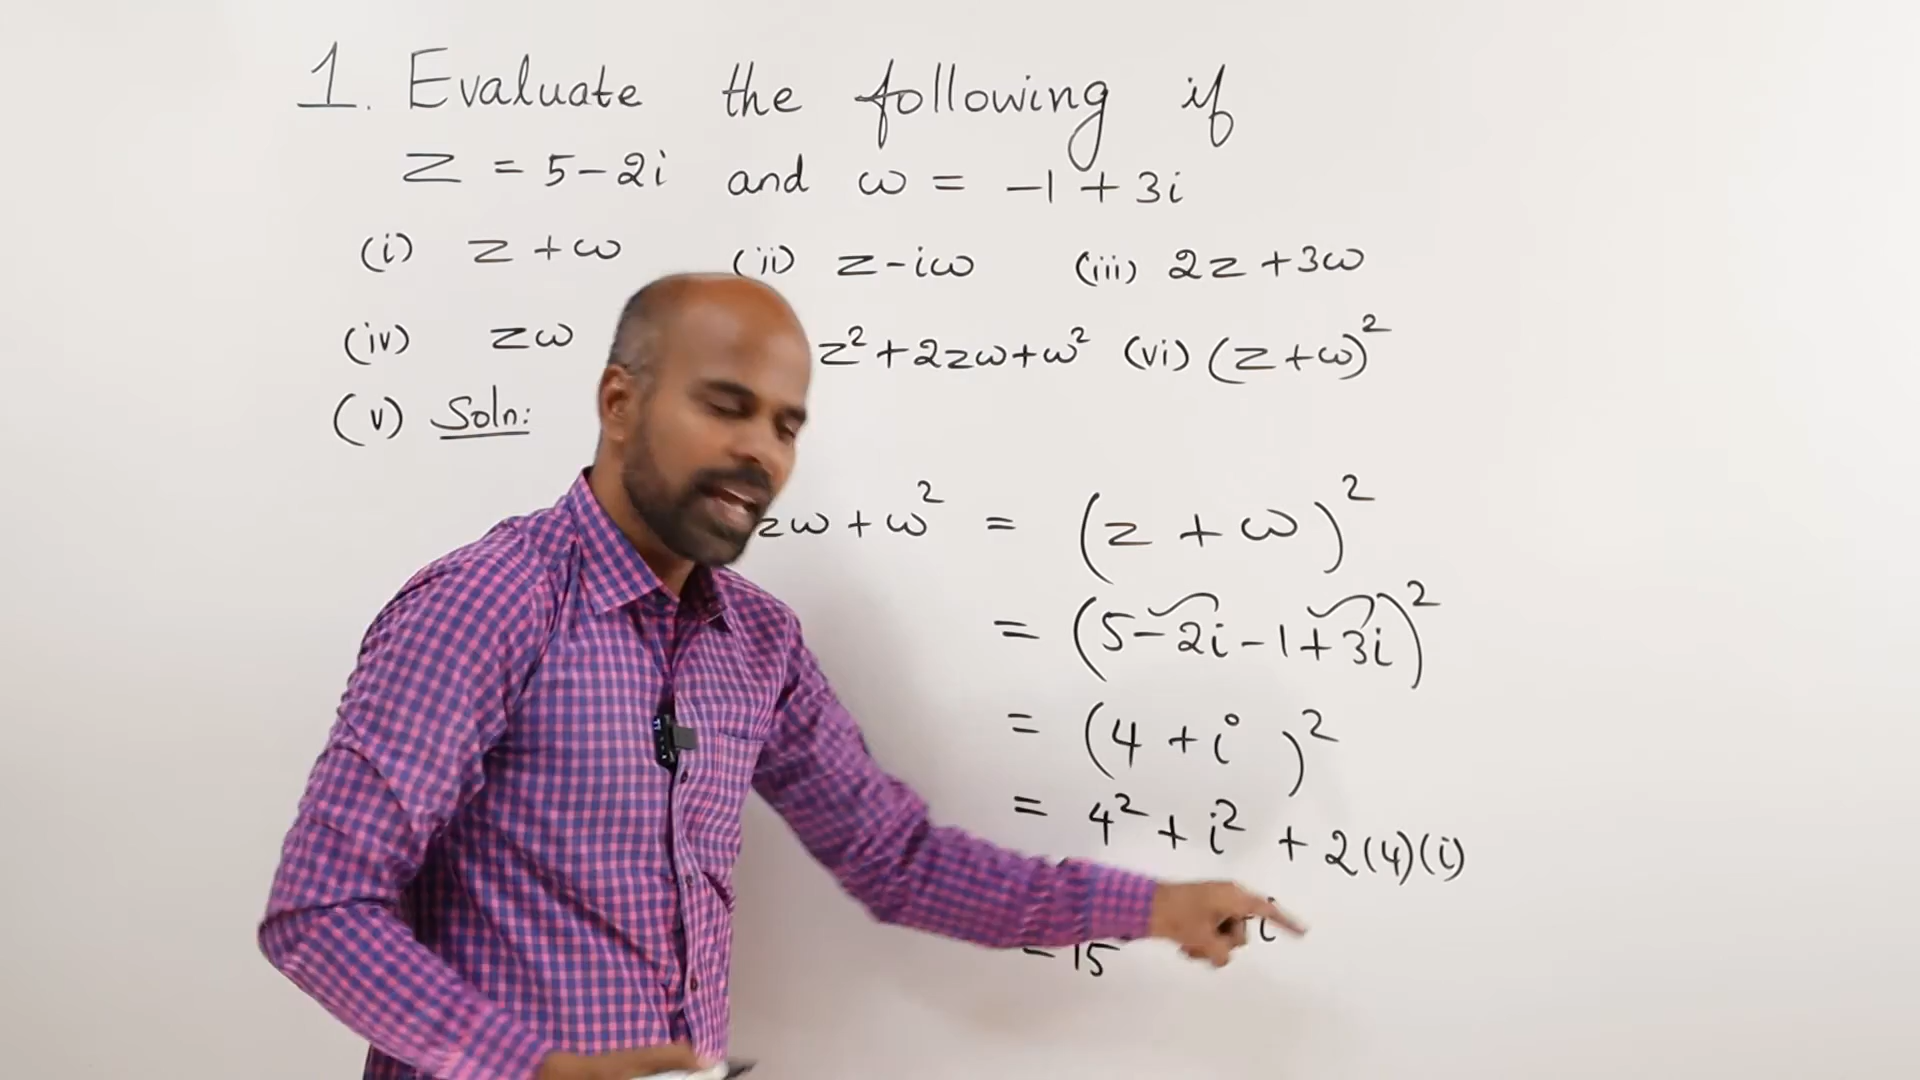 1. Evaluate the following if
z = 5-2i and ω = -1+3i
(i) z+ω (ii) z-iω (iii) 2z+3ω
(iv) zω z²+2zω+ω² (vi) (z+ω)²
(v) Soln:
zω+ω² = (z+ω)²
= (5-2i-1+3i)²
= (4+i)²
= 4²+i²+2(4)(i)
= 15 i